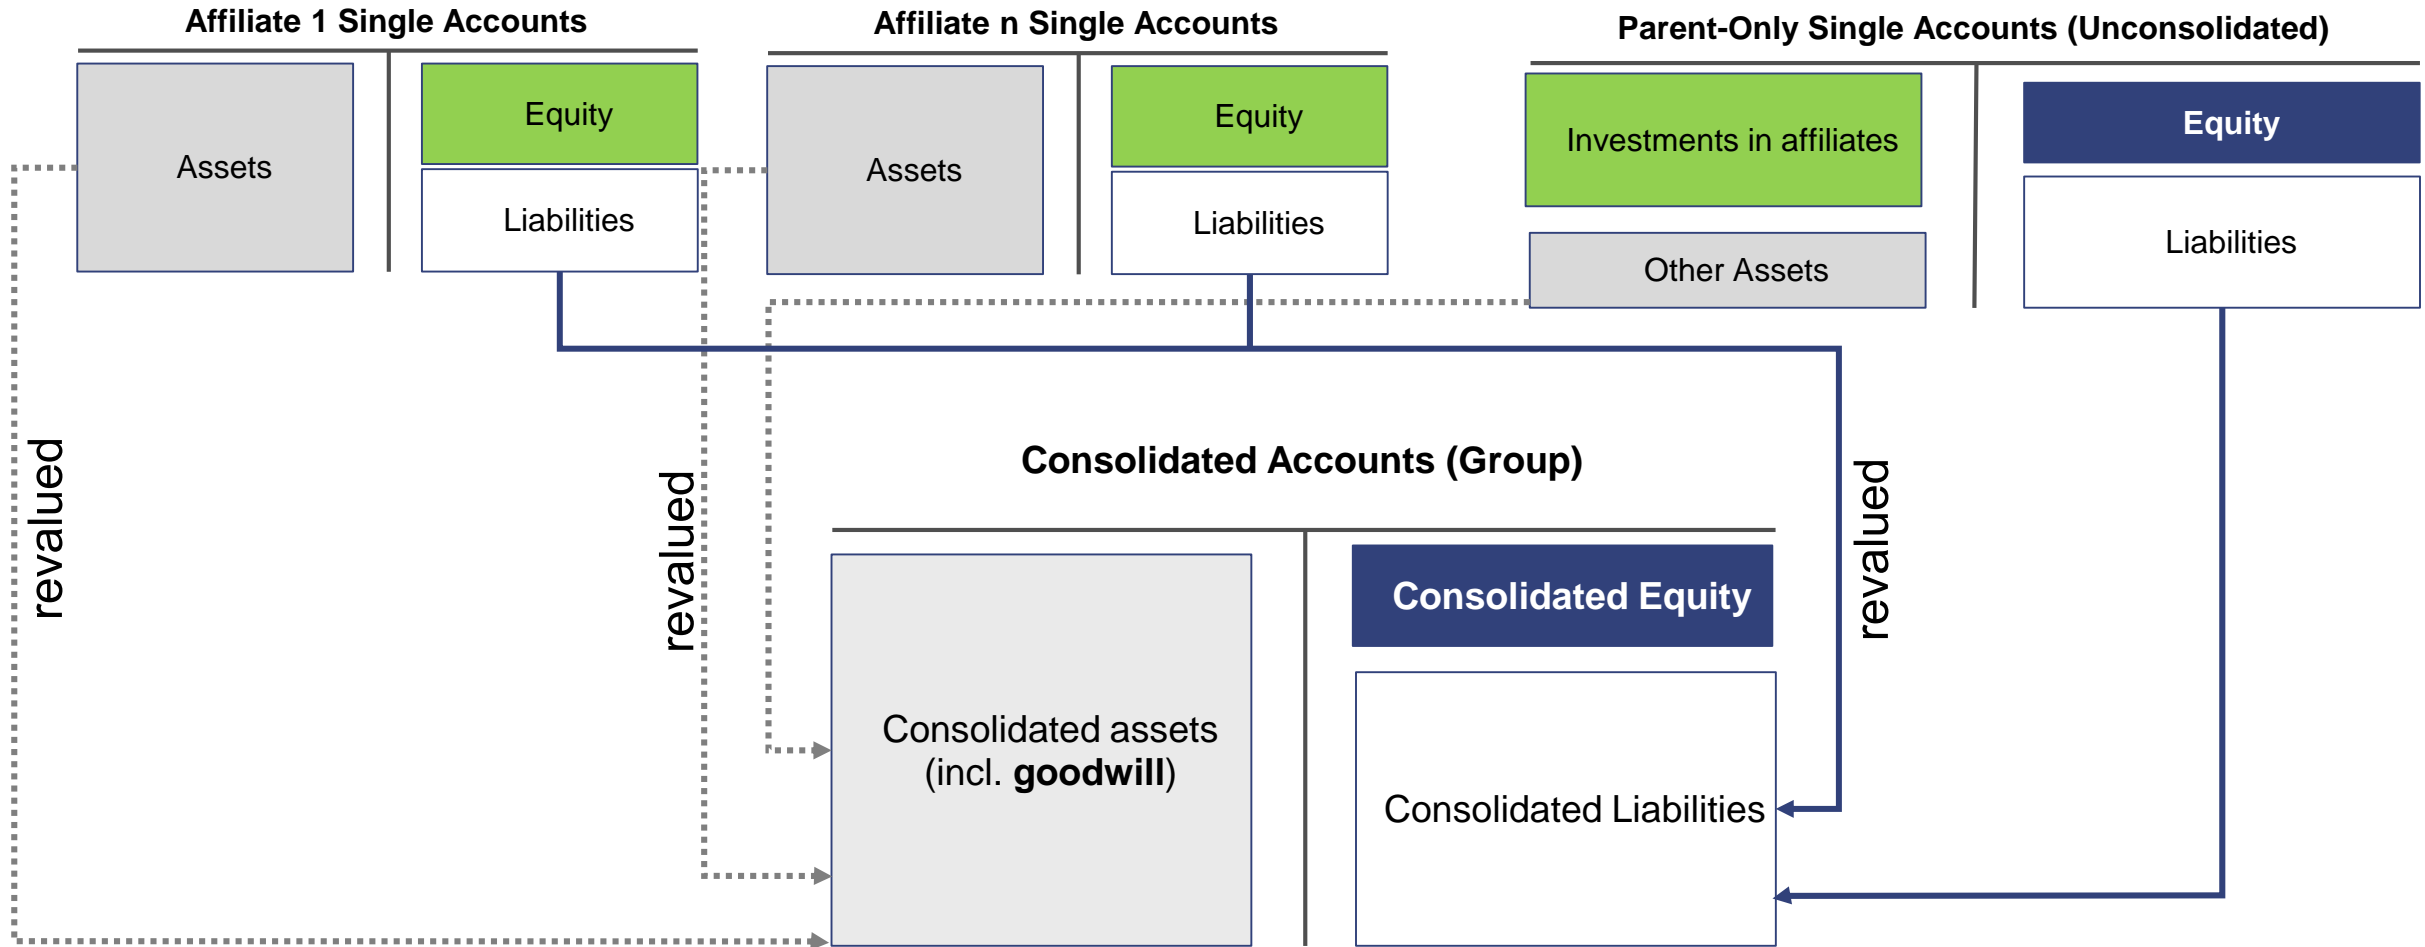 Affiliate 1 Single Accounts
Affiliate n Single Accounts
Parent-Only Single Accounts (Unconsolidated)
Assets
Equity
Liabilities
Assets
Equity
Liabilities
Investments in affiliates
Other Assets
Equity
Liabilities
revalued
revalued
revalued
Consolidated Accounts (Group)
Consolidated assets
(incl. goodwill)
Consolidated Equity
Consolidated Liabilities